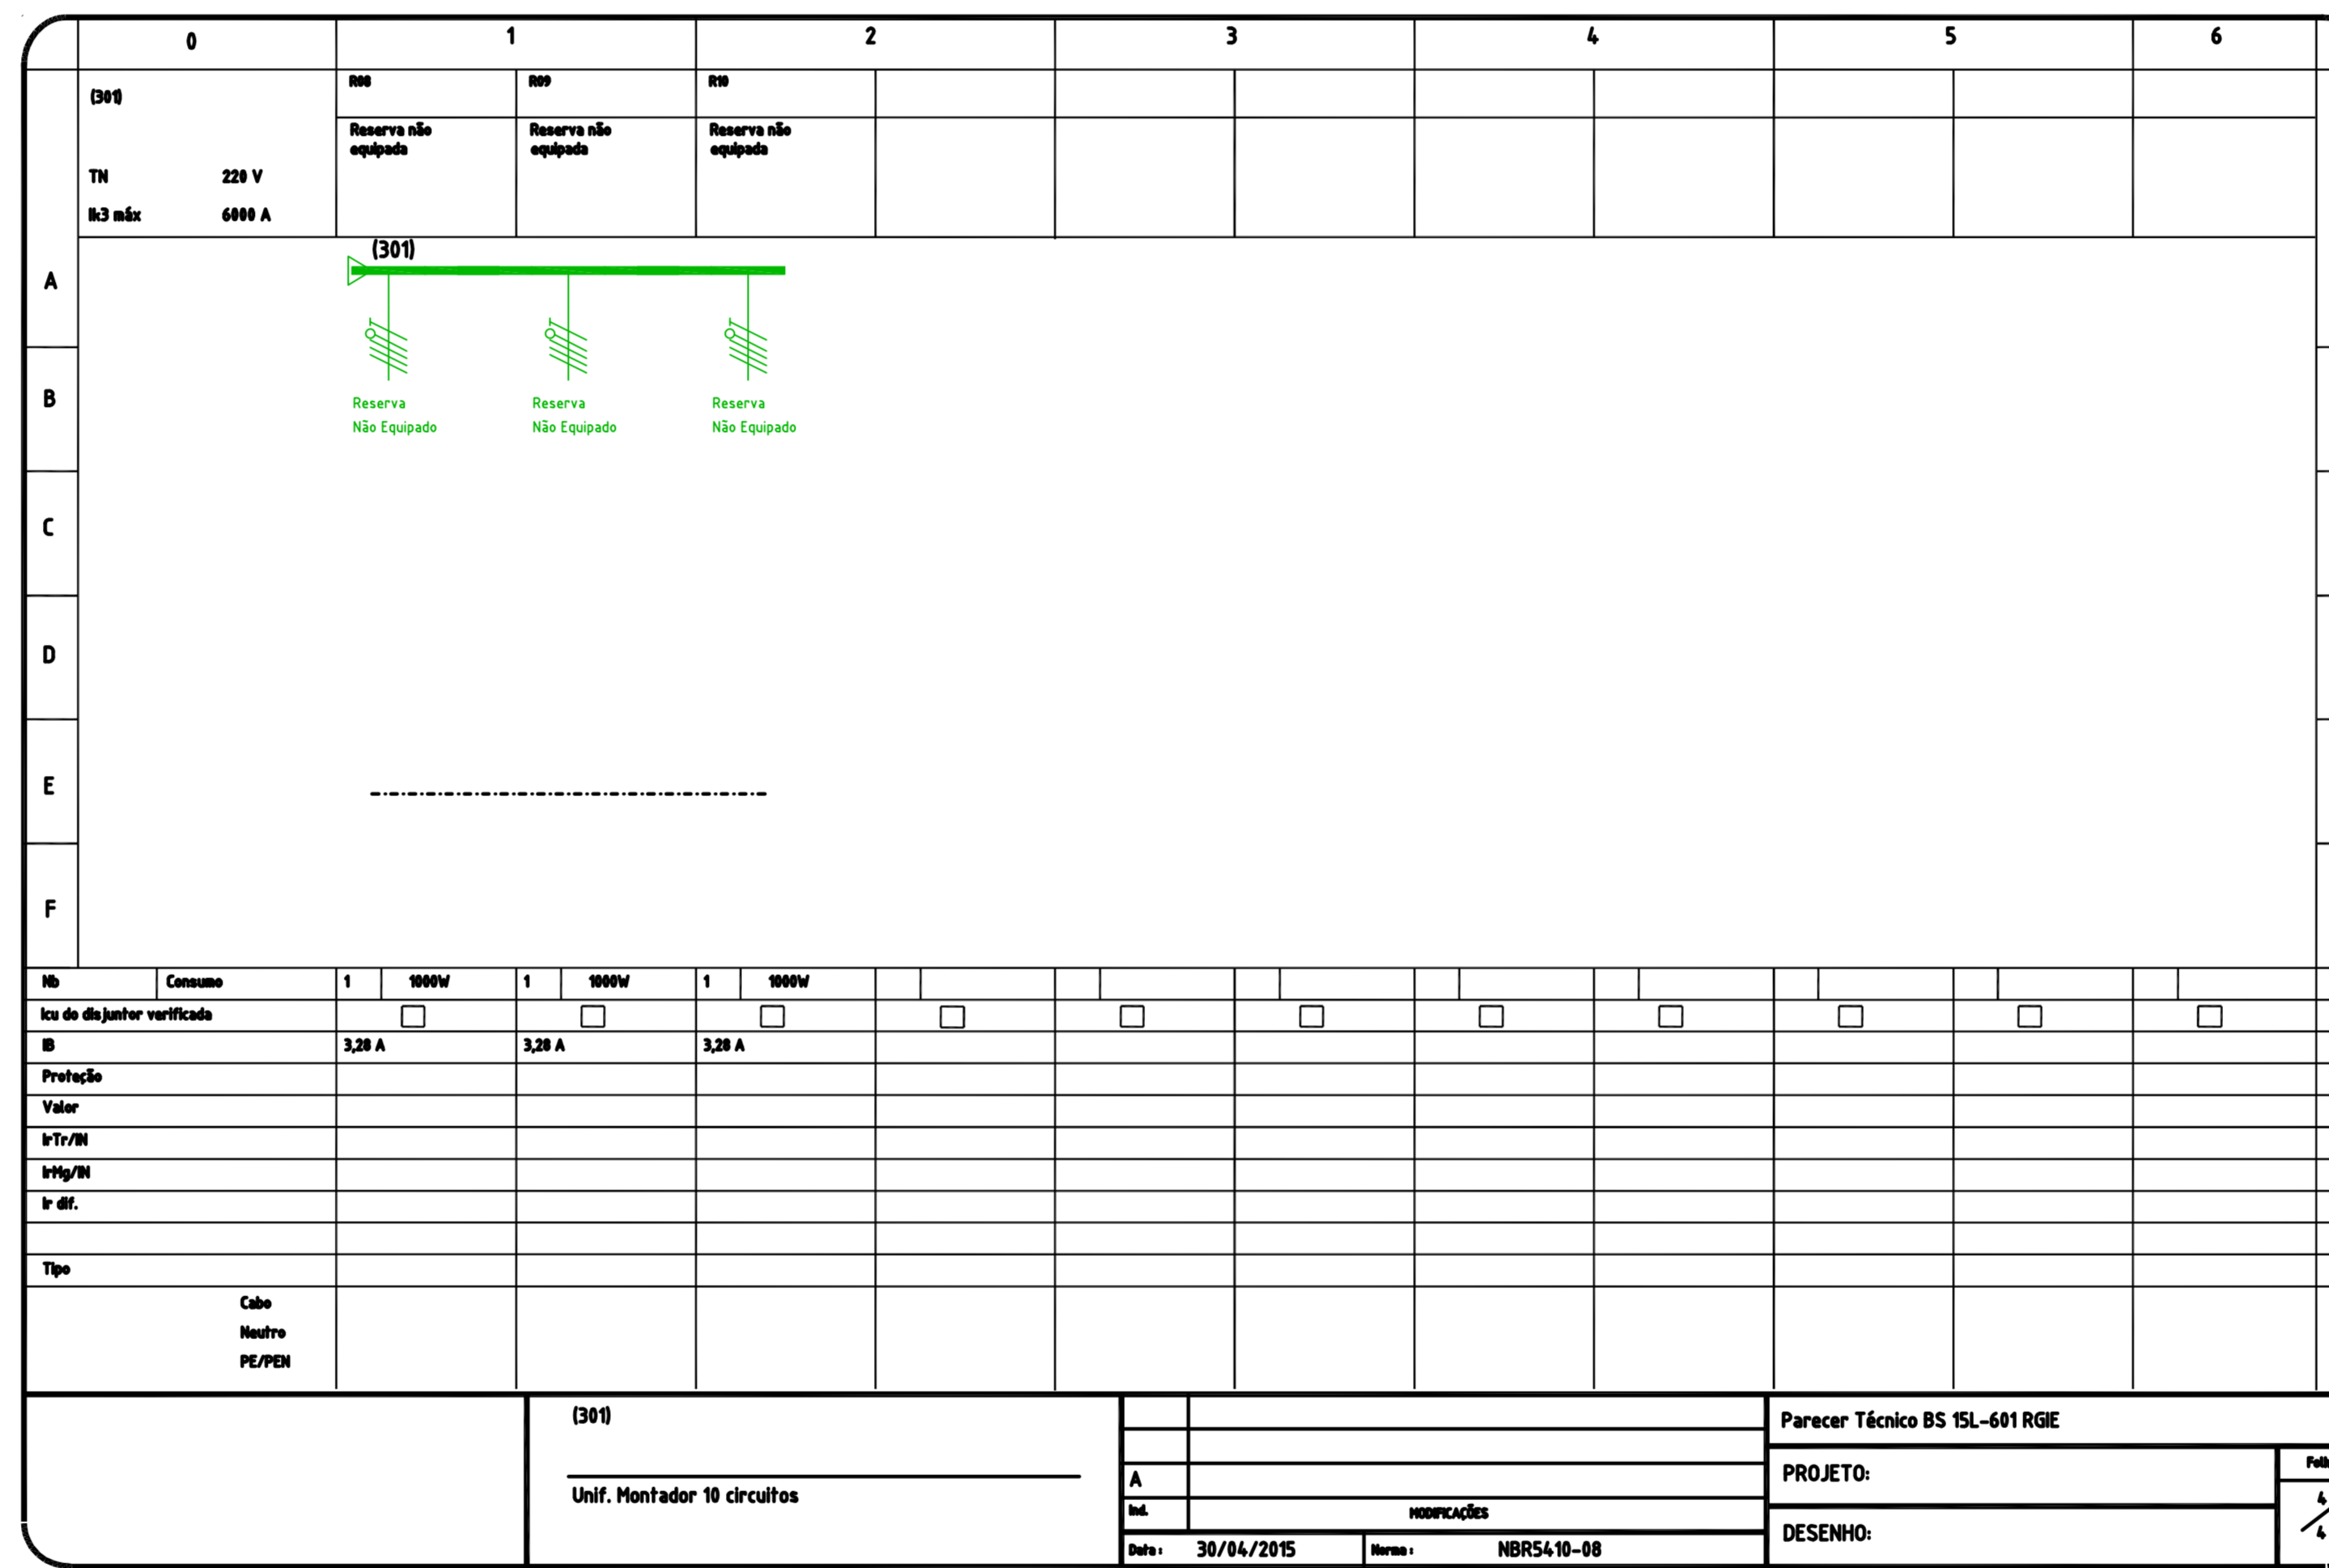 0 1 2 3 4 5 6
(301) R08 R09 R10
Reserva não Reserva não Reserva não
equipada equipada equipada
TN 220 V
Ik3 máx 6000 A
(301)
A
B
Reserva Reserva Reserva
Não Equipado Não Equipado Não Equipado
C
D
E
F
Nb Consumo 1 1000W 1 1000W 1 1000W
Icu do disjuntor verificada
IB 3,28 A 3,28 A 3,28 A
Proteção
Valor
IrTr/IN
IrMg/IN
Ir dif.
Tipo
Cabo
Neutro
PE/PEN
(301)
Unif. Montador 10 circuitos
A
Ind. MODIFICAÇÕES
Data : 30/04/2015 Norma : NBR5410-08
Parecer Técnico BS 15L-601 RGIE
PROJETO:
DESENHO:
4
4